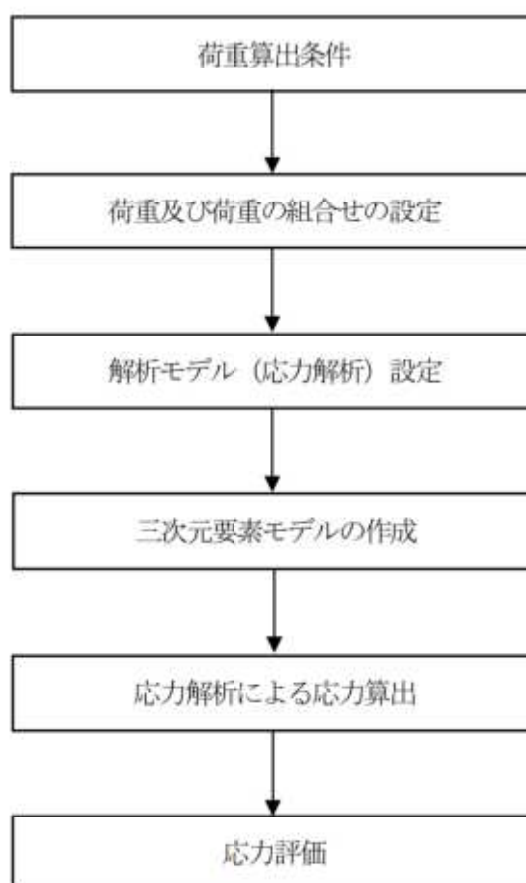 荷重算出条件
荷重及び荷重の組合せの設定
解析モデル（応力解析）設定
三次元要素モデルの作成
応力解析による応力算出
応力評価